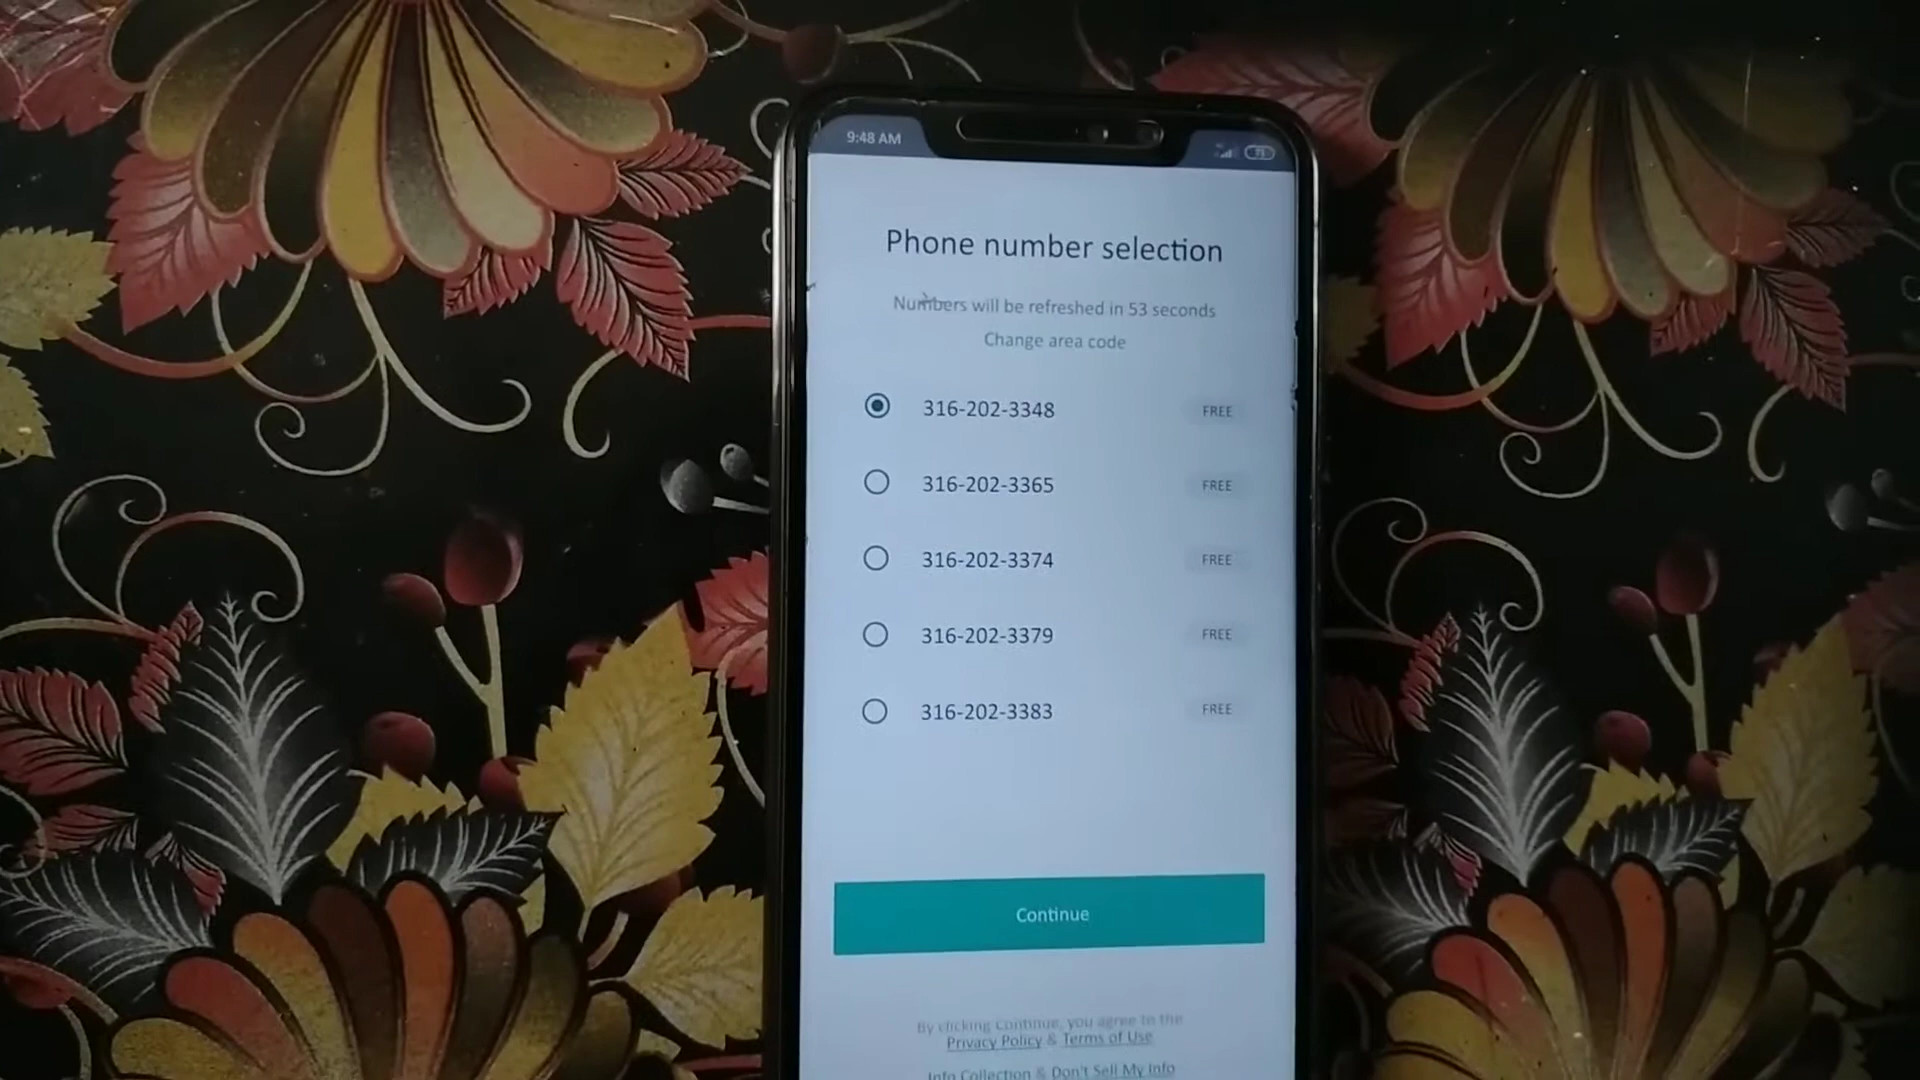 9:48 AM
Phone number selection
Numbers will be refreshed in 53 seconds
Change area code
316-202-3348 FREE
316-202-3365 FREE
316-202-3374 FREE
316-202-3379 FREE
316-202-3383 FREE
Continue
By clicking Continue, you agree to the
Privacy Policy & Terms of Use
Info Collection & Don't Sell My Info